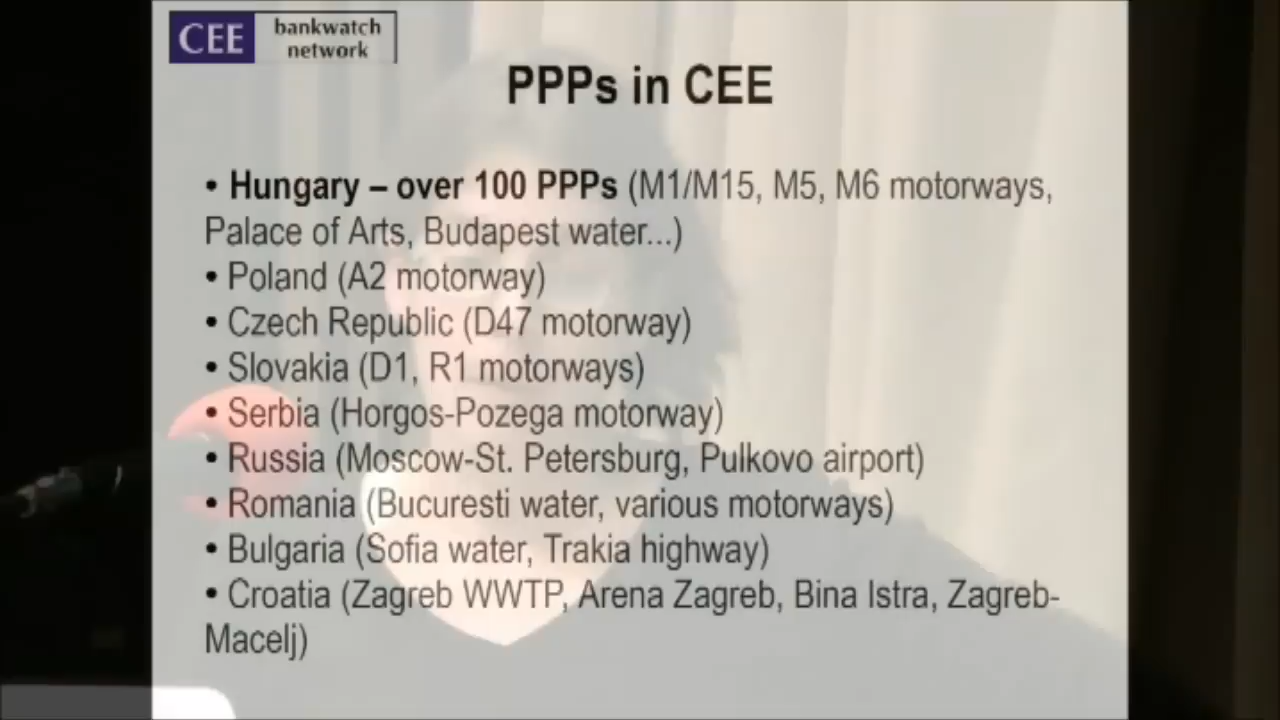 CEE bankwatch
network
PPPs in CEE
• Hungary – over 100 PPPs (M1/M15, M5, M6 motorways,
Palace of Arts, Budapest water...)
• Poland (A2 motorway)
• Czech Republic (D47 motorway)
• Slovakia (D1, R1 motorways)
• Serbia (Horgos-Pozega motorway)
• Russia (Moscow-St. Petersburg, Pulkovo airport)
• Romania (Bucuresti water, various motorways)
• Bulgaria (Sofia water, Trakia highway)
• Croatia (Zagreb WWTP, Arena Zagreb, Bina Istra, Zagreb-
Macelj)